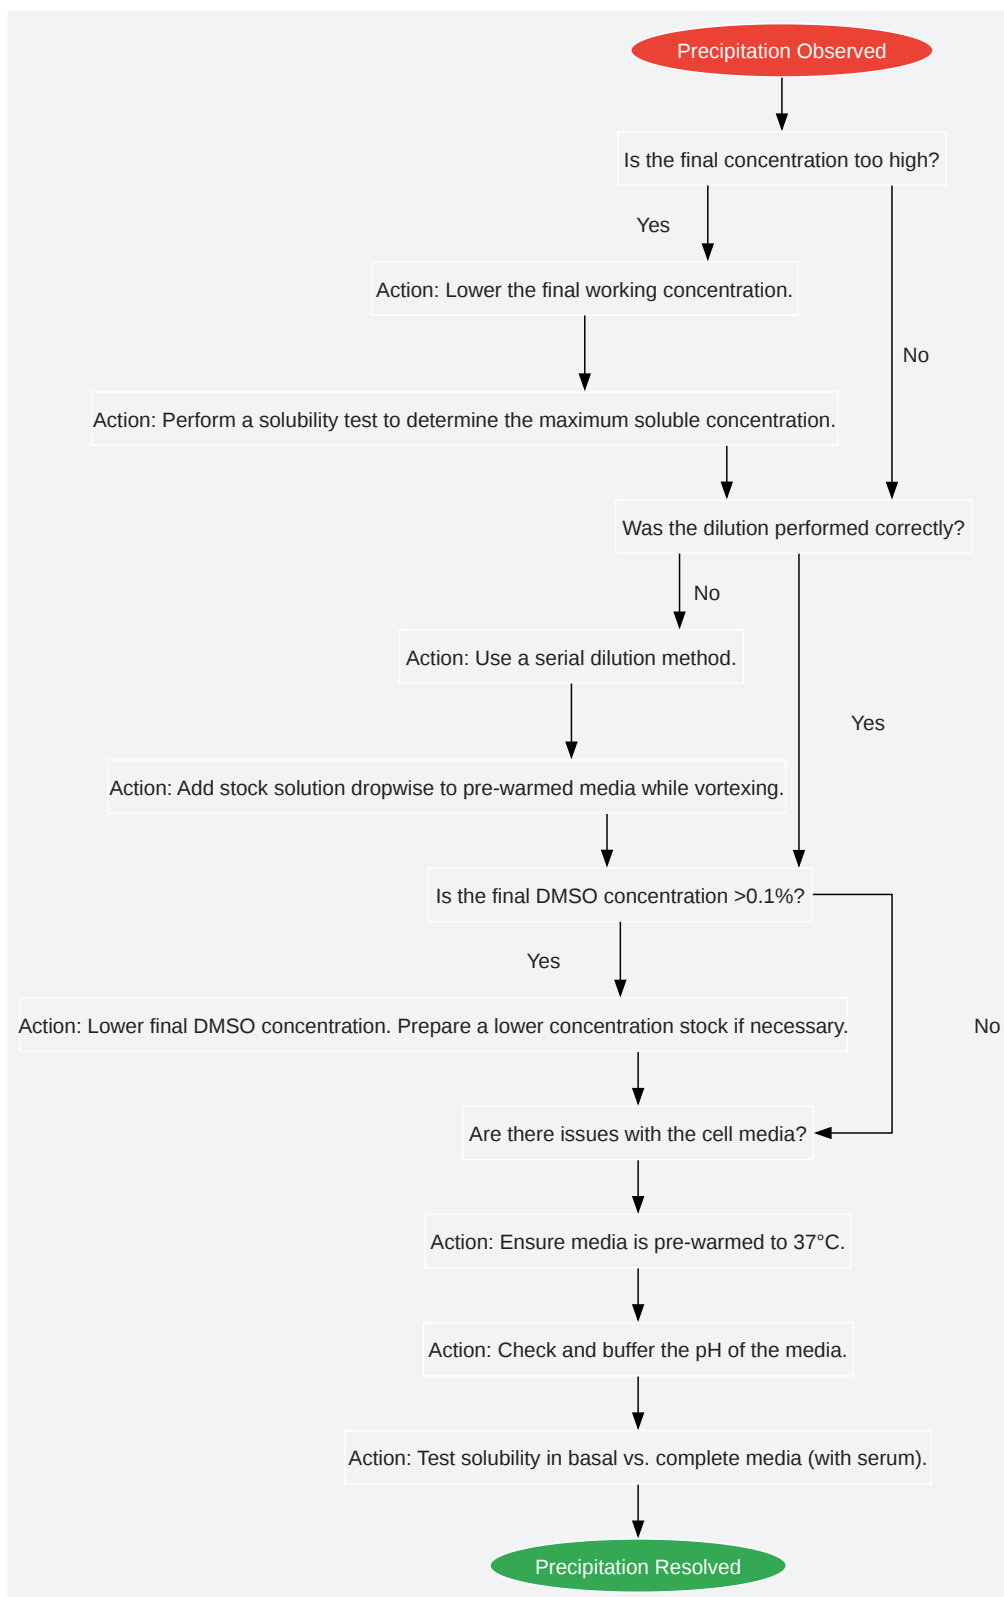 Precipitation Observed
Is the final concentration too high?
Yes
Action: Lower the final working concentration.
No
Action: Perform a solubility test to determine the maximum soluble concentration.
Was the dilution performed correctly?
No
Action: Use a serial dilution method.
Yes
Action: Add stock solution dropwise to pre-warmed media while vortexing.
Is the final DMSO concentration >0.1%?
Yes
Action: Lower final DMSO concentration. Prepare a lower concentration stock if necessary.
No
Are there issues with the cell media?
Action: Ensure media is pre-warmed to 37°C.
Action: Check and buffer the pH of the media.
Action: Test solubility in basal vs. complete media (with serum).
Precipitation Resolved